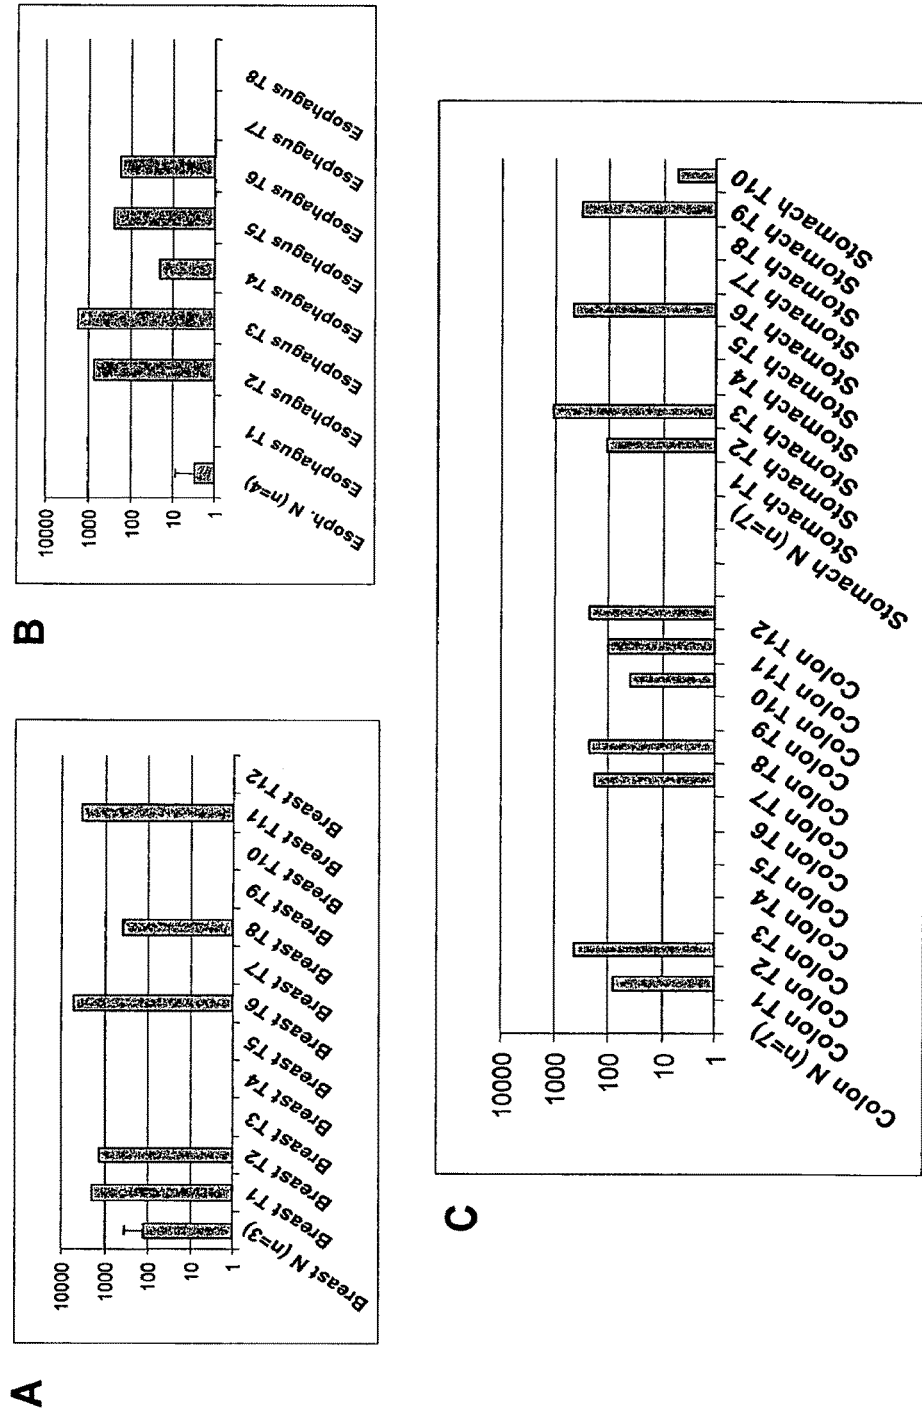 A
10000
1000
100
10
1
Breast N (n=3)
Breast T1
Breast T2
Breast T3
Breast T4
Breast T5
Breast T6
Breast T7
Breast T8
Breast T9
Breast T10
Breast T11
Breast T12
B
10000
1000
100
10
1
Esoph. N (n=4)
Esophagus T1
Esophagus T2
Esophagus T3
Esophagus T4
Esophagus T5
Esophagus T6
Esophagus T7
Esophagus T8
C
10000
1000
100
10
1
Colon N (n=7)
Colon T1
Colon T2
Colon T3
Colon T4
Colon T5
Colon T6
Colon T7
Colon T8
Colon T9
Colon T10
Colon T11
Colon T12
Stomach N (n=7)
Stomach T1
Stomach T2
Stomach T3
Stomach T4
Stomach T5
Stomach T6
Stomach T7
Stomach T8
Stomach T9
Stomach T10